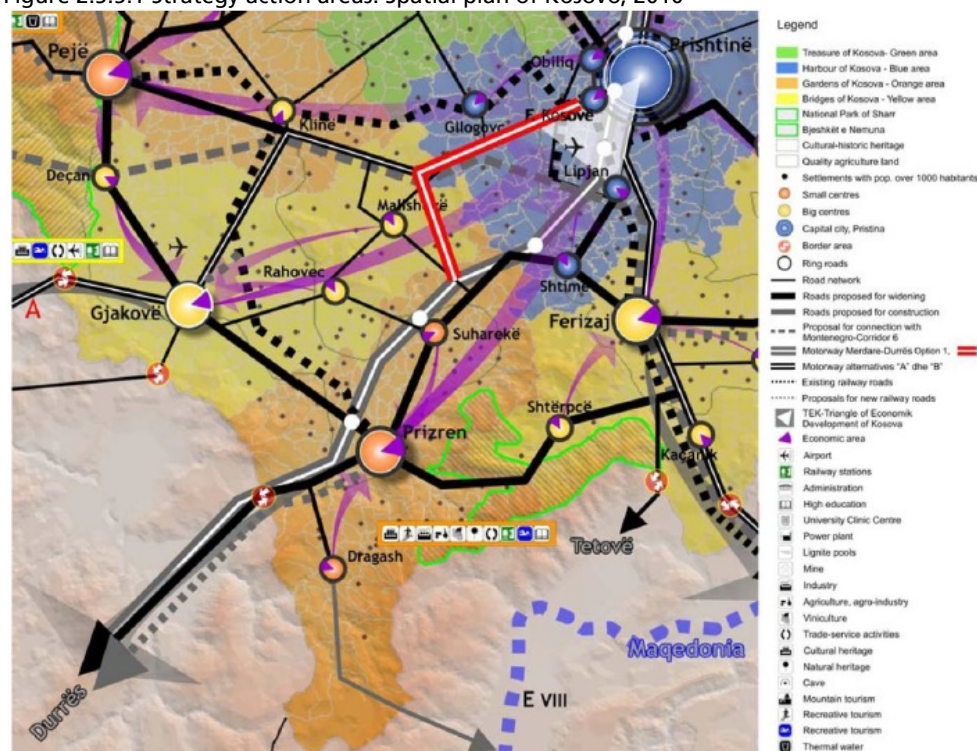 Figure 2.5.5.1 strategy action areas: Spatial plan of Kosovo, 2010
Pejë
Prishtinë
Obiliq
Klinë
Gllogovc
F. Kosovë
Lipjan
Deçan
Malishevë
Rahovec
Shtime
Gjakovë
Suharekë
Ferizaj
A
Shtërpcë
Prizren
Kaçanik
Tetovë
Dragash
Maqedonia
E VIII
Durrës
Legend
Treasure of Kosova- Green area
Harbour of Kosova - Blue area
Gardens of Kosova - Orange area
Bridges of Kosova - Yellow area
National Park of Sharr
Bjeshkët e Nemuna
Cultural-historic heritage
Quality agriculture land
Settlements with pop. over 1000 habitants
Small centres
Big centres
Capital city, Pristina
Border area
Ring roads
Road network
Roads proposed for widening
Roads proposed for construction
Proposal for connection with
Montenegro-Corridor 6
Motorway Merdare-Durrës Option 1,
Motorway alternatives "A" dhe "B"
Existing railway roads
Proposals for new railway roads
TEK-Triangle of Economik
Development of Kosova
Economic area
Airport
Railway stations
Administration
High education
University Clinic Centre
Power plant
Lignite pools
Mine
Industry
Agriculture, agro-industry
Viniculture
Trade-service activities
Cultural heritage
Natural heritage
Cave
Mountain tourism
Recreative tourism
Recreative tourism
Thermal water